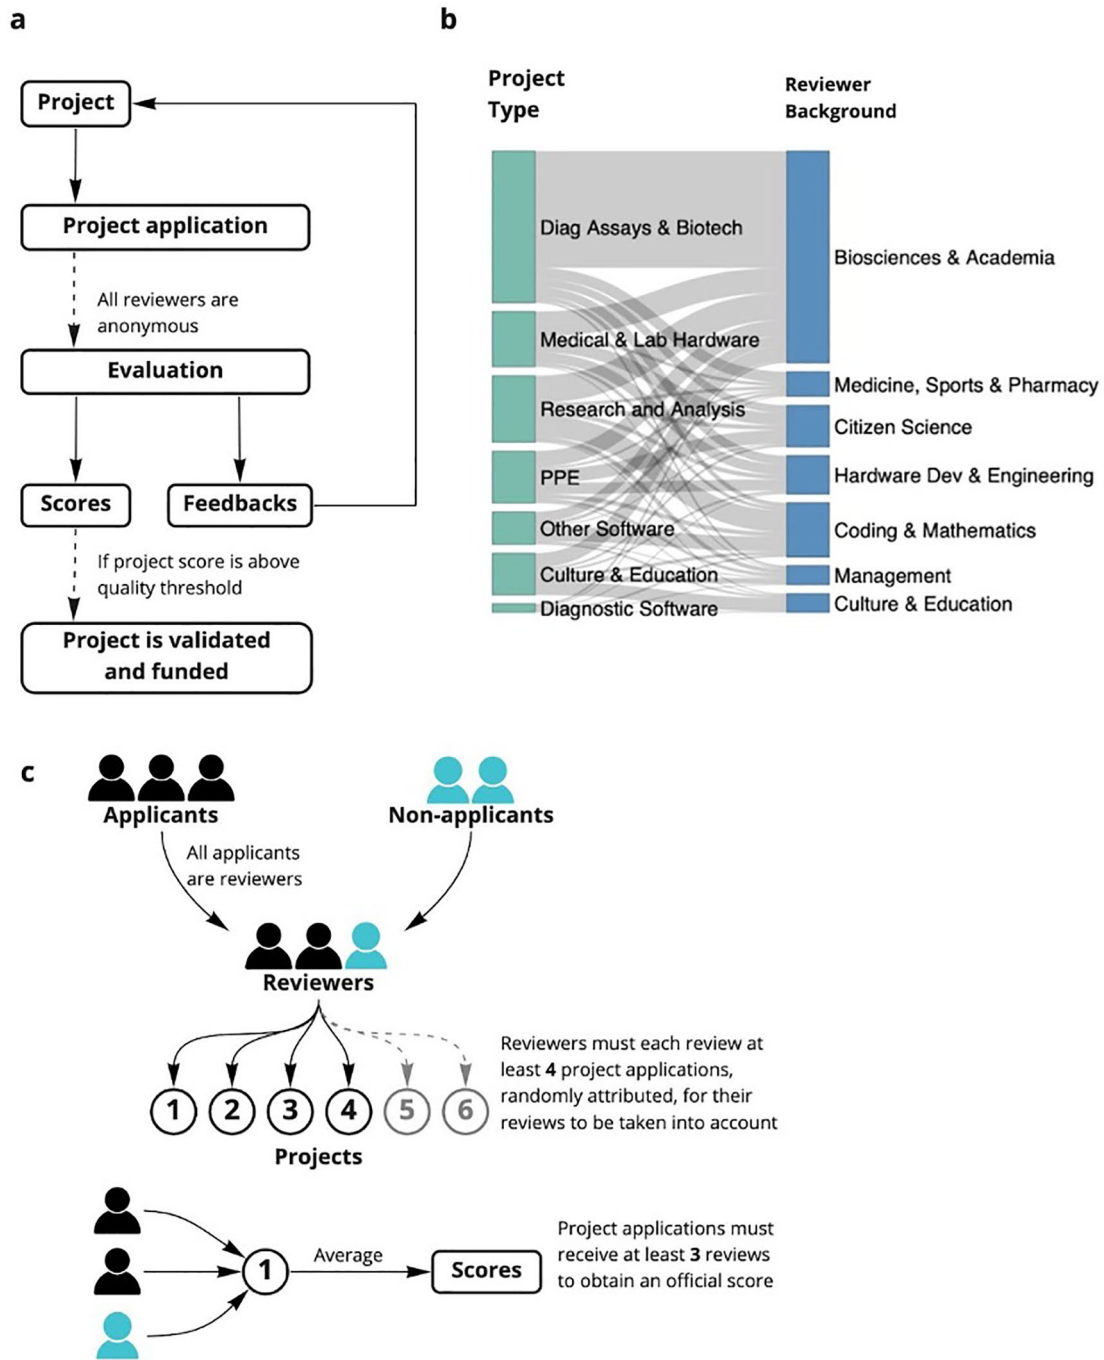 a
Project
Project application
All reviewers are
anonymous
Evaluation
Scores
Feedbacks
If project score is above
quality threshold
Project is validated
and funded
b
Project
Type
Reviewer
Background
Diag Assays & Biotech
Medical & Lab Hardware
Research and Analysis
PPE
Other Software
Culture & Education
Diagnostic Software
Biosciences & Academia
Medicine, Sports & Pharmacy
Citizen Science
Hardware Dev & Engineering
Coding & Mathematics
Management
Culture & Education
c
Applicants
Non-applicants
All applicants
are reviewers
Reviewers
1 2 3 4 5 6
Projects
Reviewers must each review at
least 4 project applications,
randomly attributed, for their
reviews to be taken into account
1
Average
Scores
Project applications must
receive at least 3 reviews
to obtain an official score